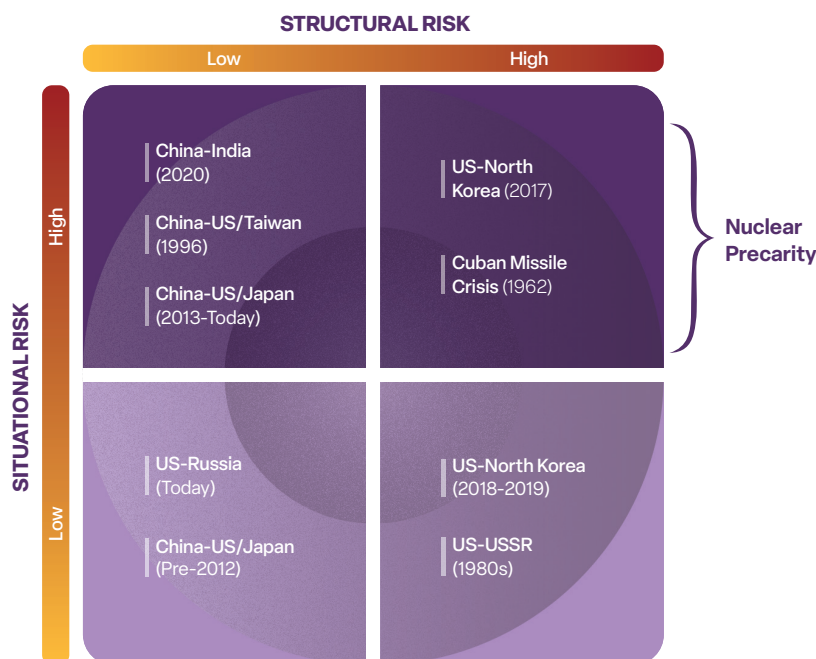 STRUCTURAL RISK
Low
High
SITUATIONAL RISK
High
Low
China-India
(2020)
China-US/Taiwan
(1996)
China-US/Japan
(2013-Today)
US-North
Korea (2017)
Cuban Missile
Crisis (1962)
Nuclear
Precarity
US-Russia
(Today)
China-US/Japan
(Pre-2012)
US-North Korea
(2018-2019)
US-USSR
(1980s)